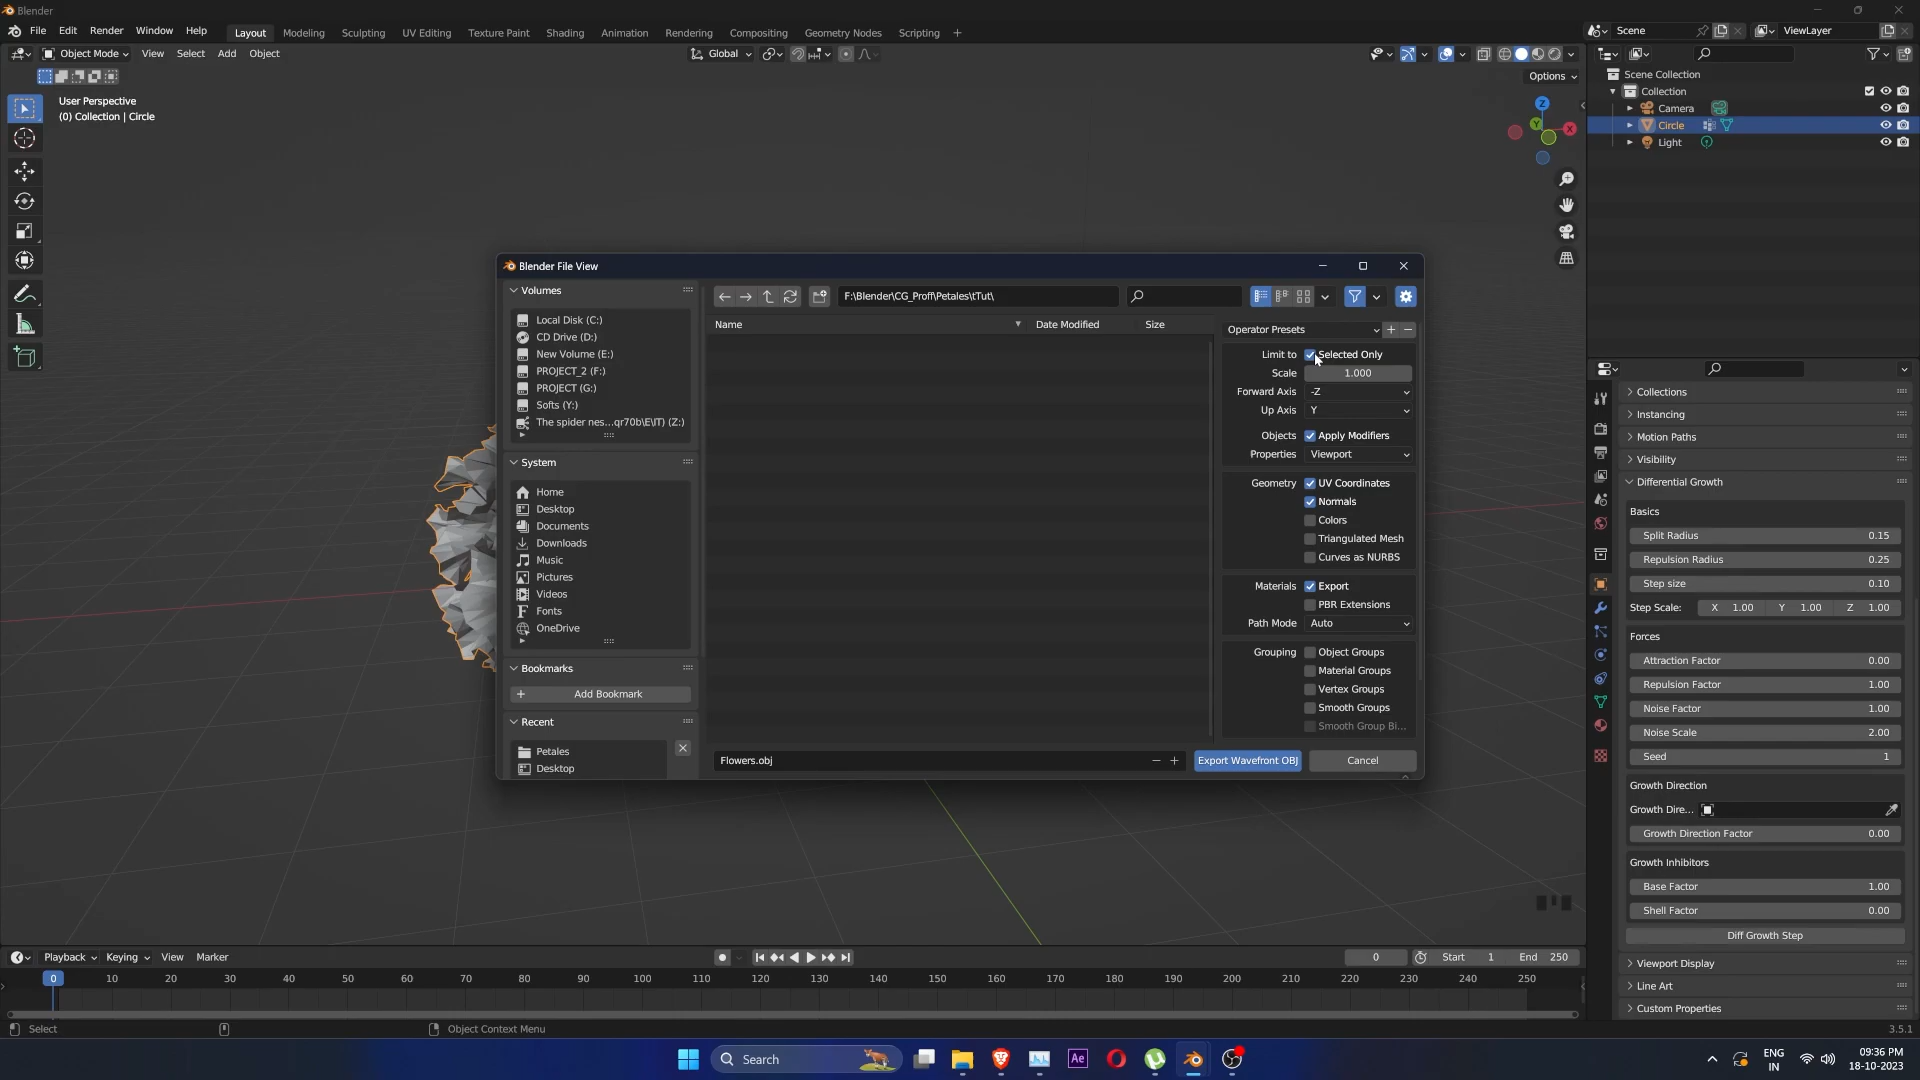 Blender
File Edit Render Window Help Layout Modeling Sculpting UV Editing Texture Paint Shading Animation Rendering Compositing Geometry Nodes Scripting + Scene ViewLayer
Object Mode View Select Add Object Global
Options
User Perspective
(0) Collection | Circle
Z
Y
X
Scene Collection
Collection
Camera
Circle
Light
Blender File View
Volumes
Local Disk (C:)
CD Drive (D:)
New Volume (E:)
PROJECT_2 (F:)
PROJECT (G:)
Softs (Y:)
The spider nes...qr70b\E\IT) (Z:)
System
Home
Desktop
Documents
Downloads
Music
Pictures
Videos
Fonts
OneDrive
Bookmarks
Add Bookmark
Recent
Petales
Desktop
F:\Blender\CG_Proff\Petales\tTut\
Name Date Modified Size
Operator Presets
Limit to Selected Only
Scale 1.000
Forward Axis -Z
Up Axis Y
Objects Apply Modifiers
Properties Viewport
Geometry UV Coordinates
Normals
Colors
Triangulated Mesh
Curves as NURBS
Materials Export
PBR Extensions
Path Mode Auto
Grouping Object Groups
Material Groups
Vertex Groups
Smooth Groups
Smooth Group Bi...
Flowers.obj
Export Wavefront OBJ Cancel
Collections
Instancing
Motion Paths
Visibility
Differential Growth
Basics
Split Radius 0.15
Repulsion Radius 0.25
Step size 0.10
Step Scale: X 1.00 Y 1.00 Z 1.00
Forces
Attraction Factor 0.00
Repulsion Factor 1.00
Noise Factor 1.00
Noise Scale 2.00
Seed 1
Growth Direction
Growth Dire...
Growth Direction Factor 0.00
Growth Inhibitors
Base Factor 1.00
Shell Factor 0.00
Diff Growth Step
Viewport Display
Line Art
Custom Properties
Playback Keying View Marker 0 Start 1 End 250
0 10 20 30 40 50 60 70 80 90 100 110 120 130 140 150 160 170 180 190 200 210 220 230 240 250
Select Object Context Menu 3.5.1
Search Ae ENG 09:36 PM
IN 18-10-2023